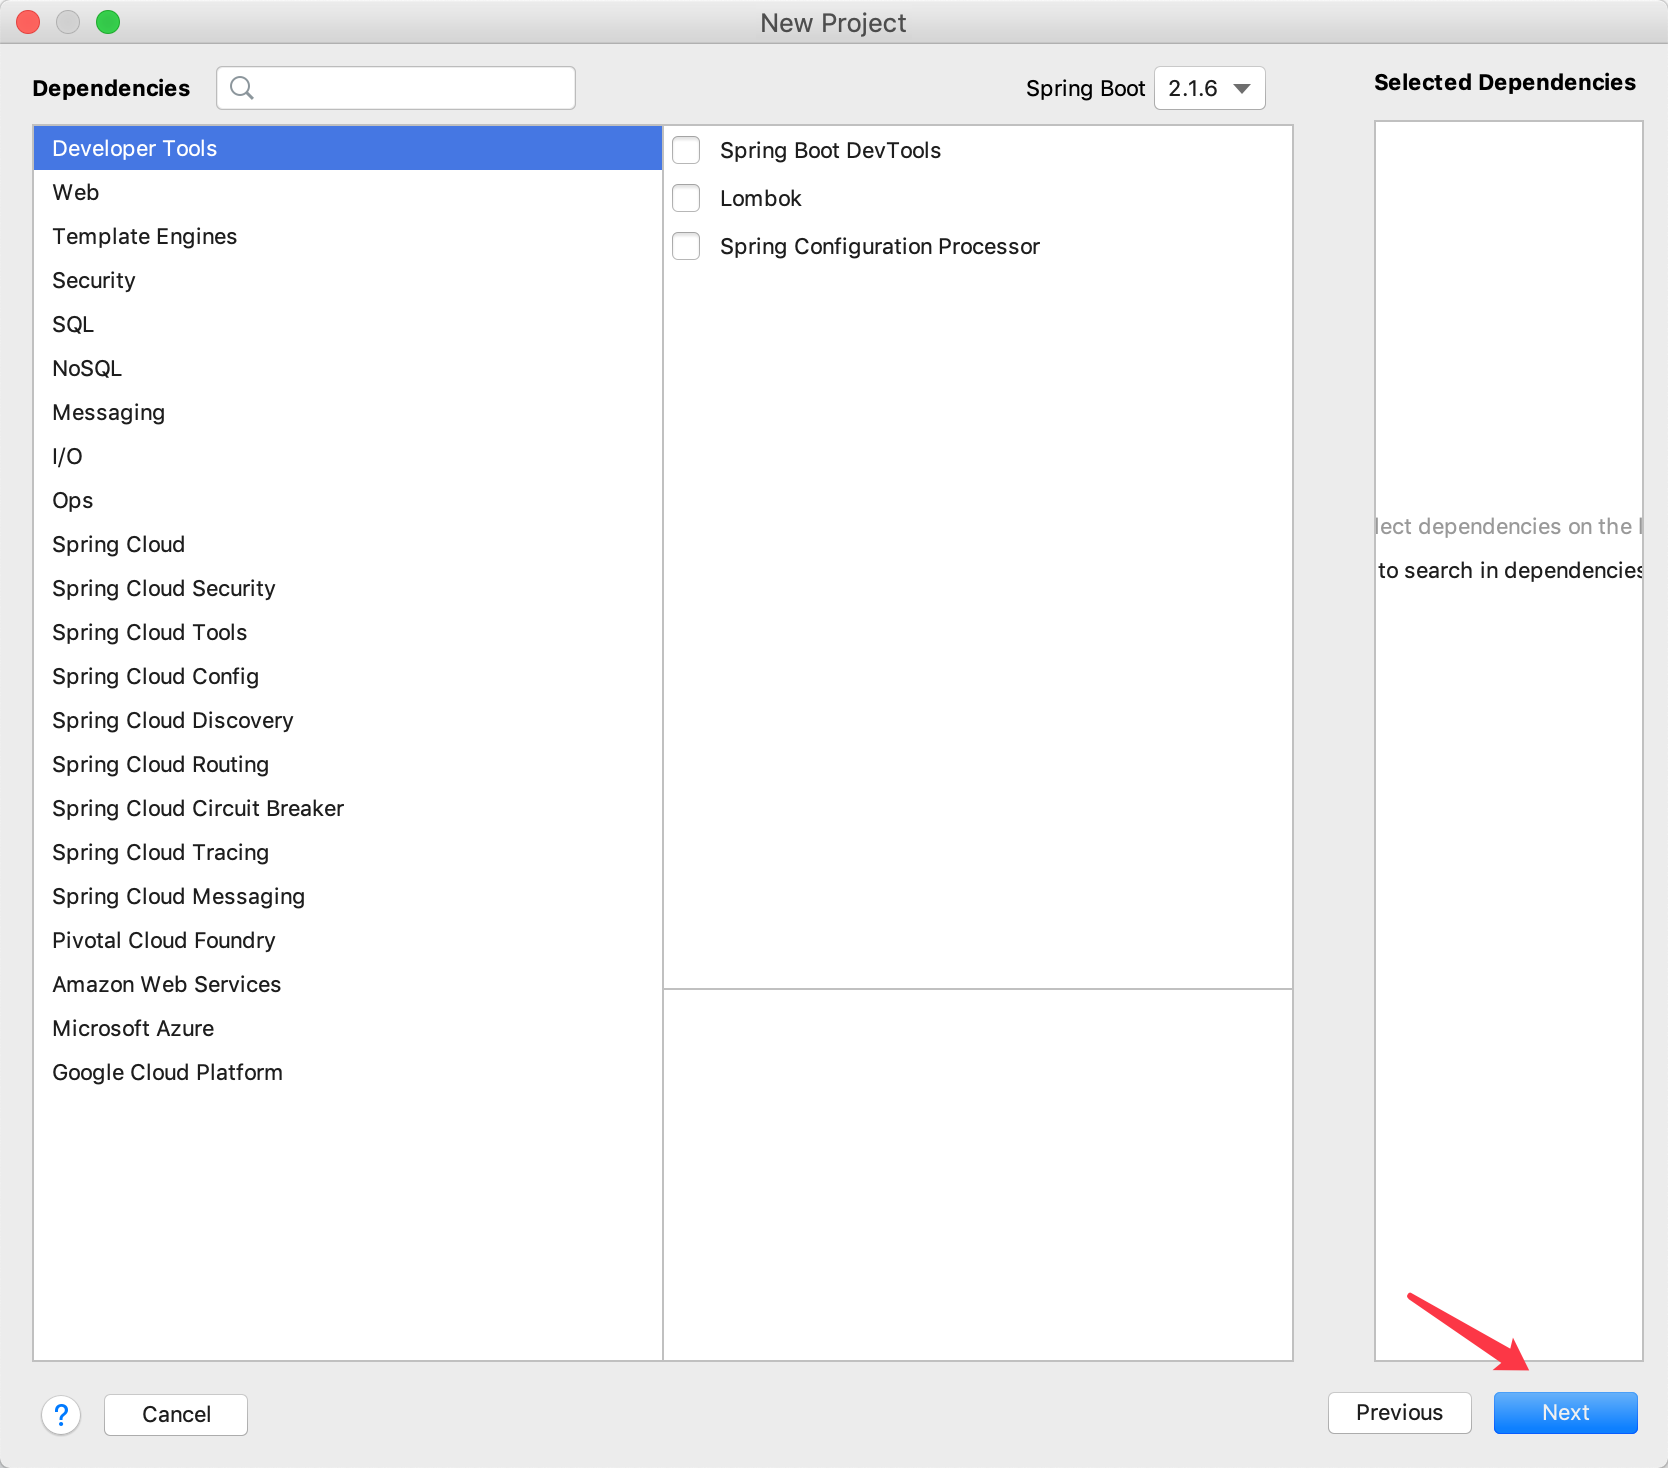 New Project
Dependencies
Spring Boot 2.1.6
Selected Dependencies
Developer Tools
Web
Template Engines
Security
SQL
NoSQL
Messaging
I/O
Ops
Spring Cloud
Spring Cloud Security
Spring Cloud Tools
Spring Cloud Config
Spring Cloud Discovery
Spring Cloud Routing
Spring Cloud Circuit Breaker
Spring Cloud Tracing
Spring Cloud Messaging
Pivotal Cloud Foundry
Amazon Web Services
Microsoft Azure
Google Cloud Platform
Spring Boot DevTools
Lombok
Spring Configuration Processor
dependencies on the
to search in dependencies
?
Cancel
Previous
Next